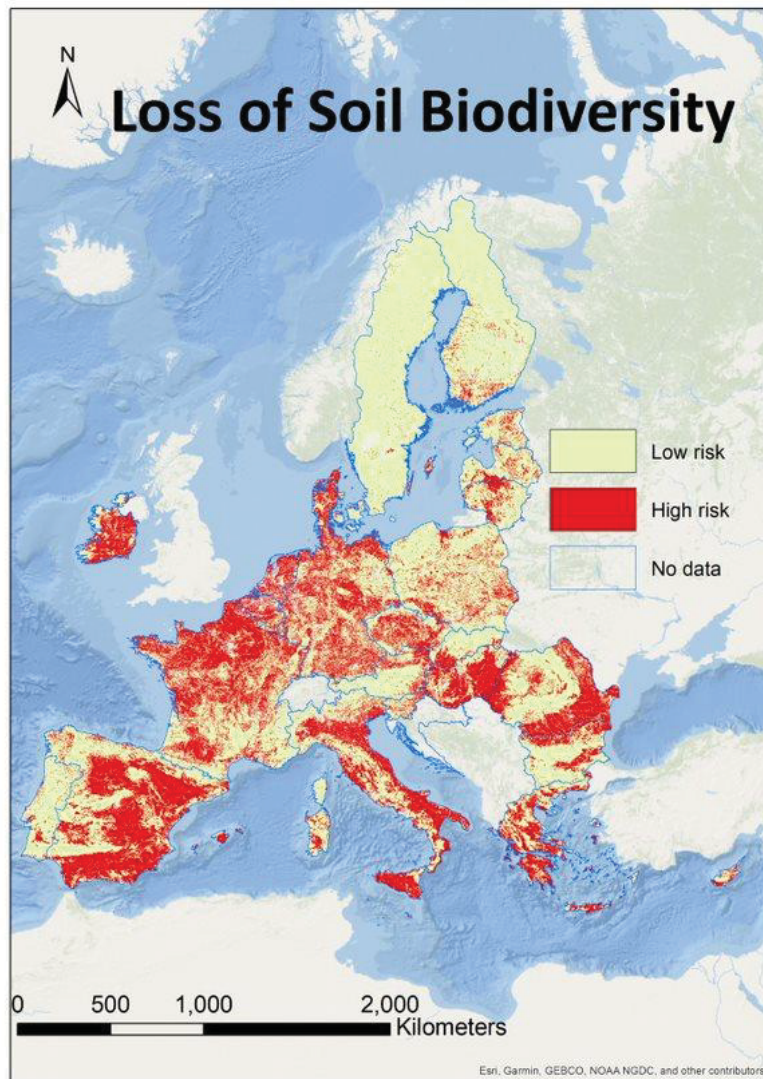 N
Loss of Soil Biodiversity
Low risk
High risk
No data
0 500 1,000 2,000
Kilometers
Esri, Garmin, GEBCO, NOAA NGDC, and other contributors